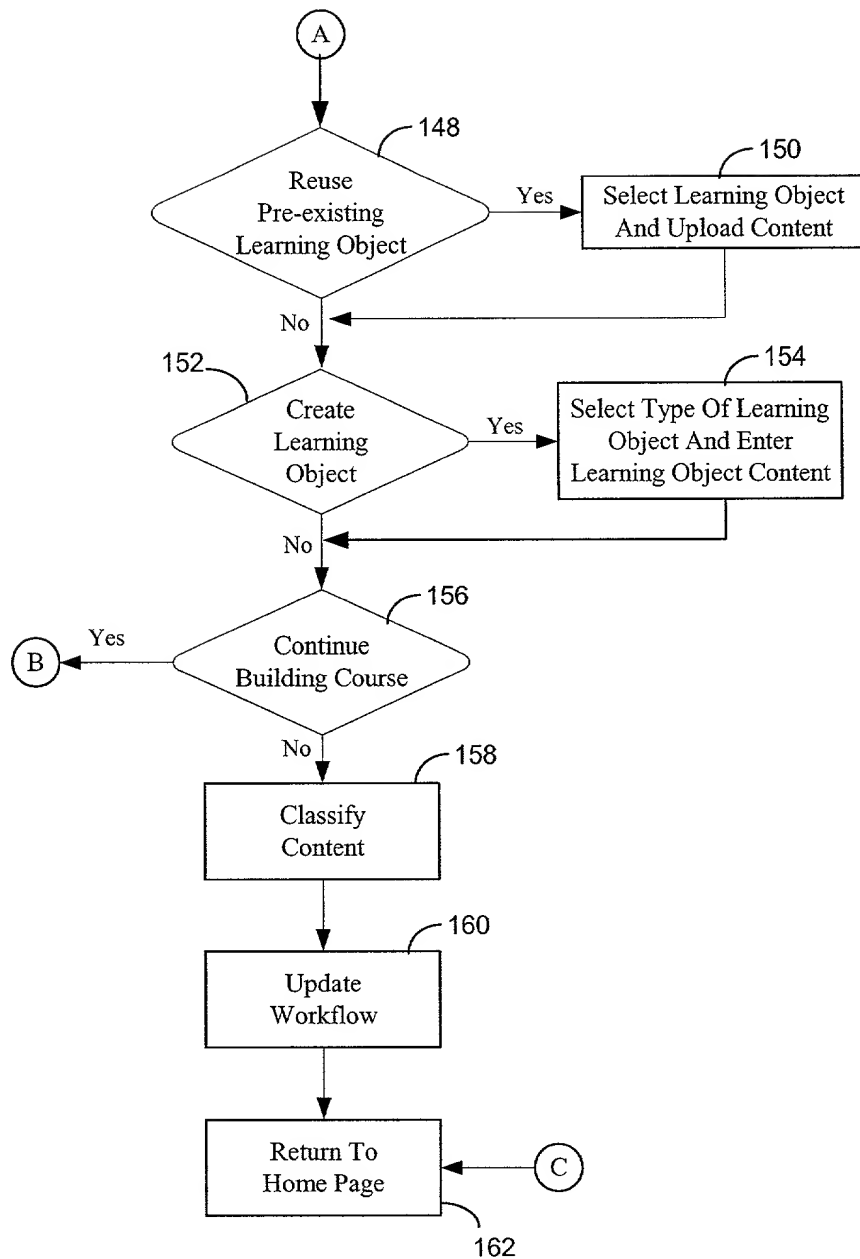 A
148
Reuse
Pre-existing
Learning Object
Yes
150
Select Learning Object
And Upload Content
No
152
Create
Learning
Object
Yes
154
Select Type Of Learning
Object And Enter
Learning Object Content
No
156
Continue
Building Course
Yes
B
No
158
Classify
Content
160
Update
Workflow
Return To
Home Page
C
162